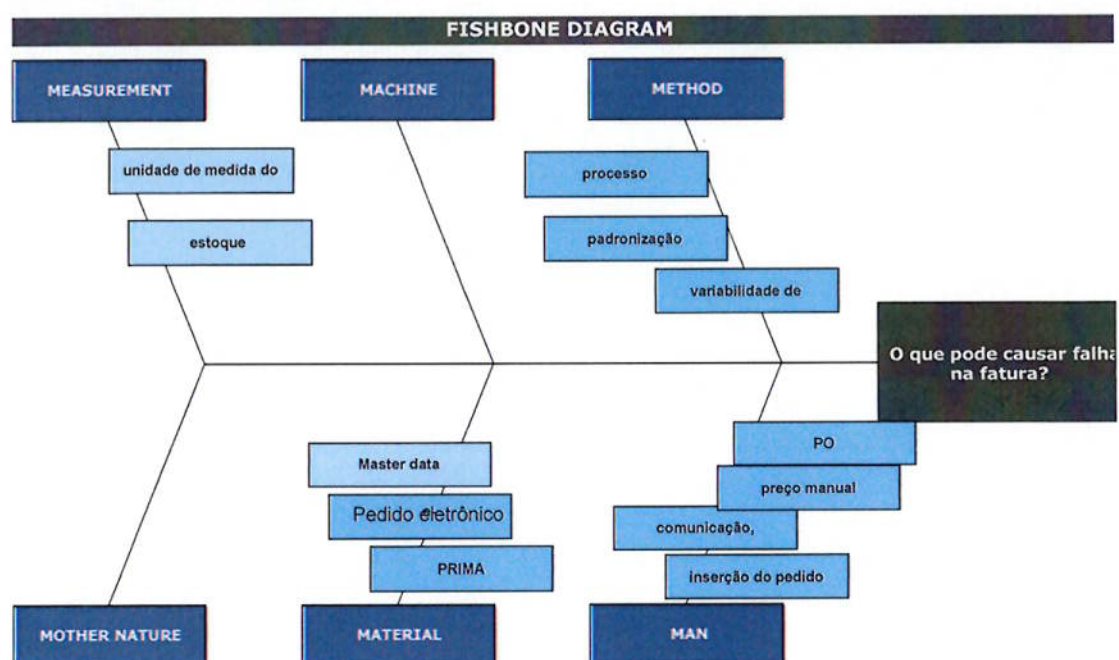 FISHBONE DIAGRAM
MEASUREMENT
MACHINE
METHOD
unidade de medida do
estoque
processo
padronização
variabilidade de
O que pode causar falha
na fatura?
PO
preço manual
comunicação,
inserção do pedido
Master data
Pedido eletrônico
PRIMA
MOTHER NATURE
MATERIAL
MAN